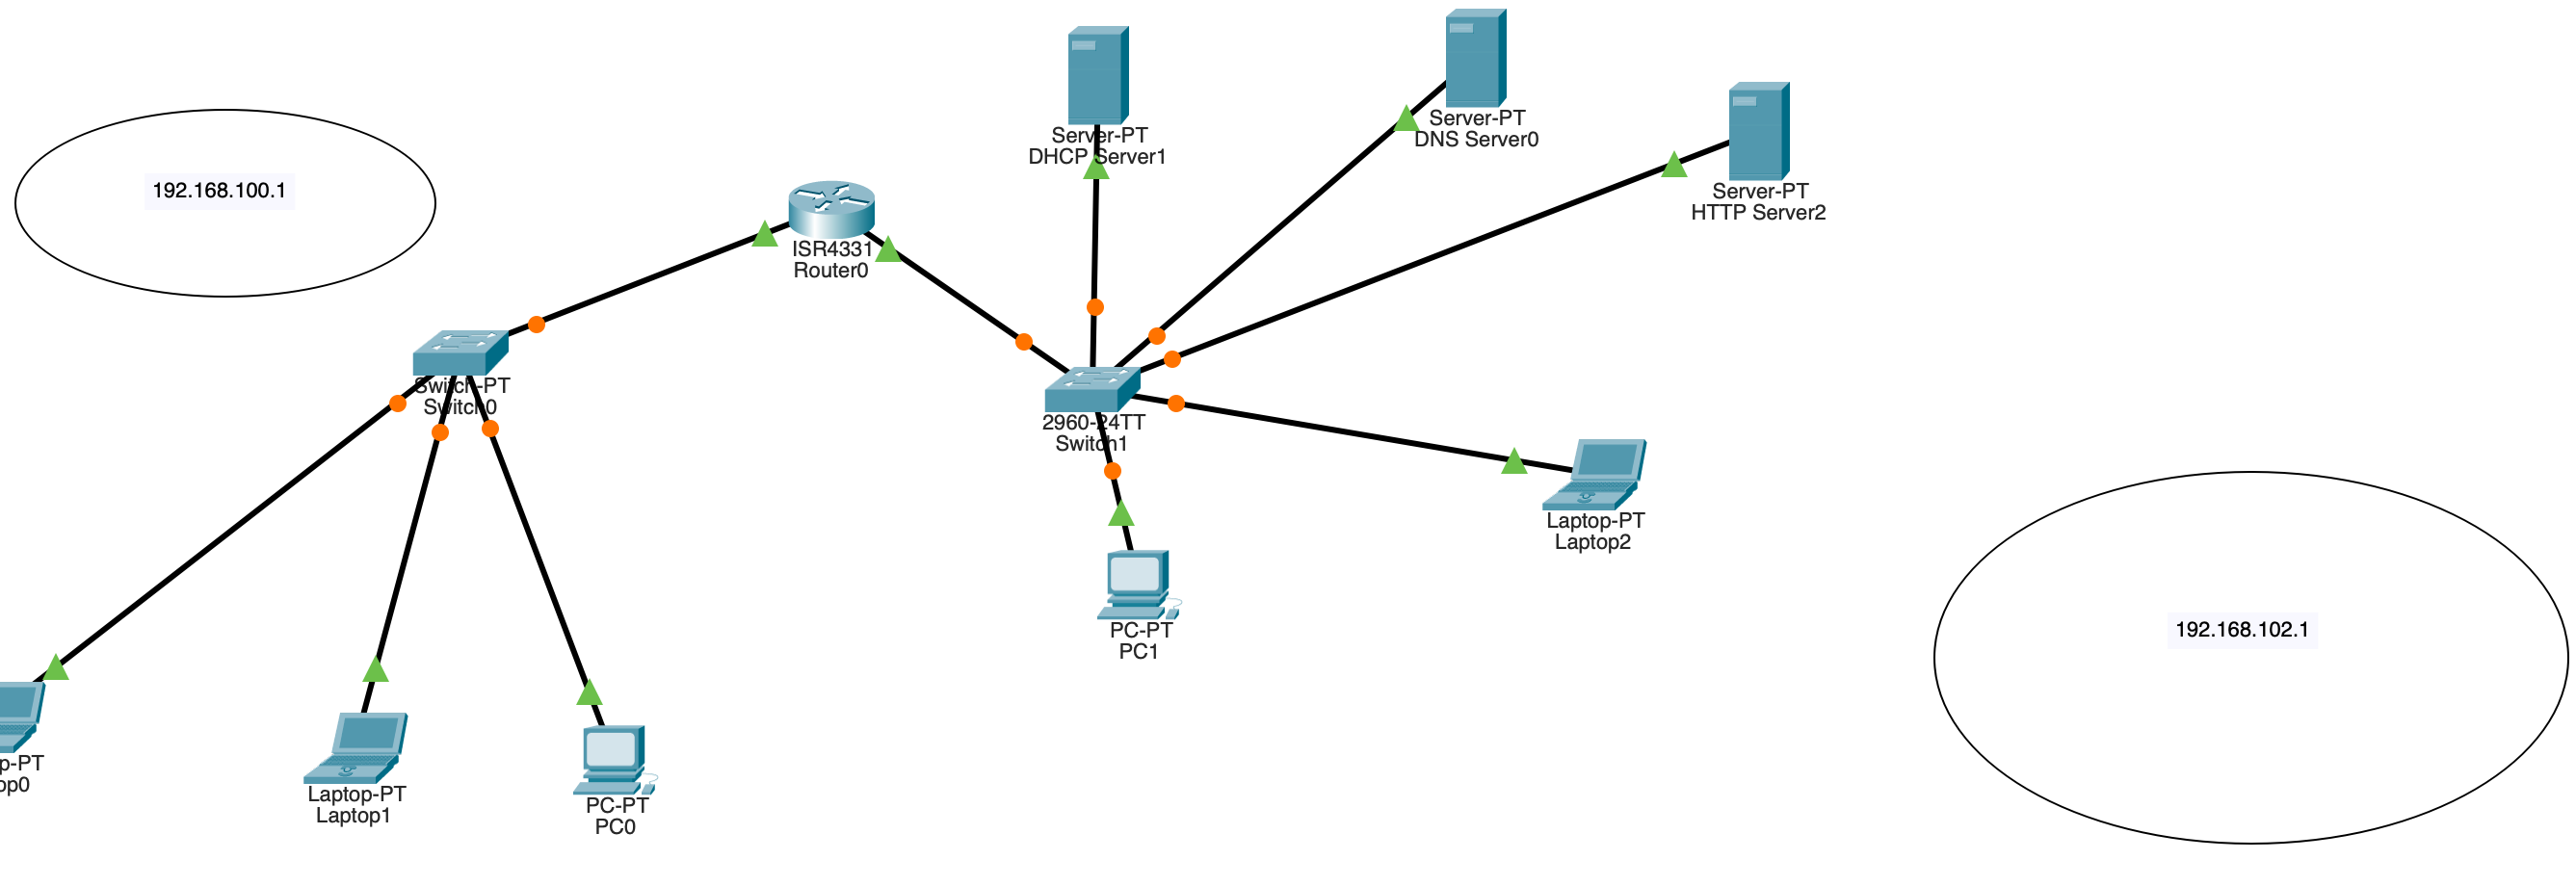 Server-PT
DHCP Server1
Server-PT
DNS Server0
Server-PT
HTTP Server2
192.168.100.1
ISR4331
Router0
Switch-PT
Switch0
2960-24TT
Switch1
Laptop-PT
Laptop2
PC-PT
PC1
192.168.102.1
p-PT
op0
Laptop-PT
Laptop1
PC-PT
PC0